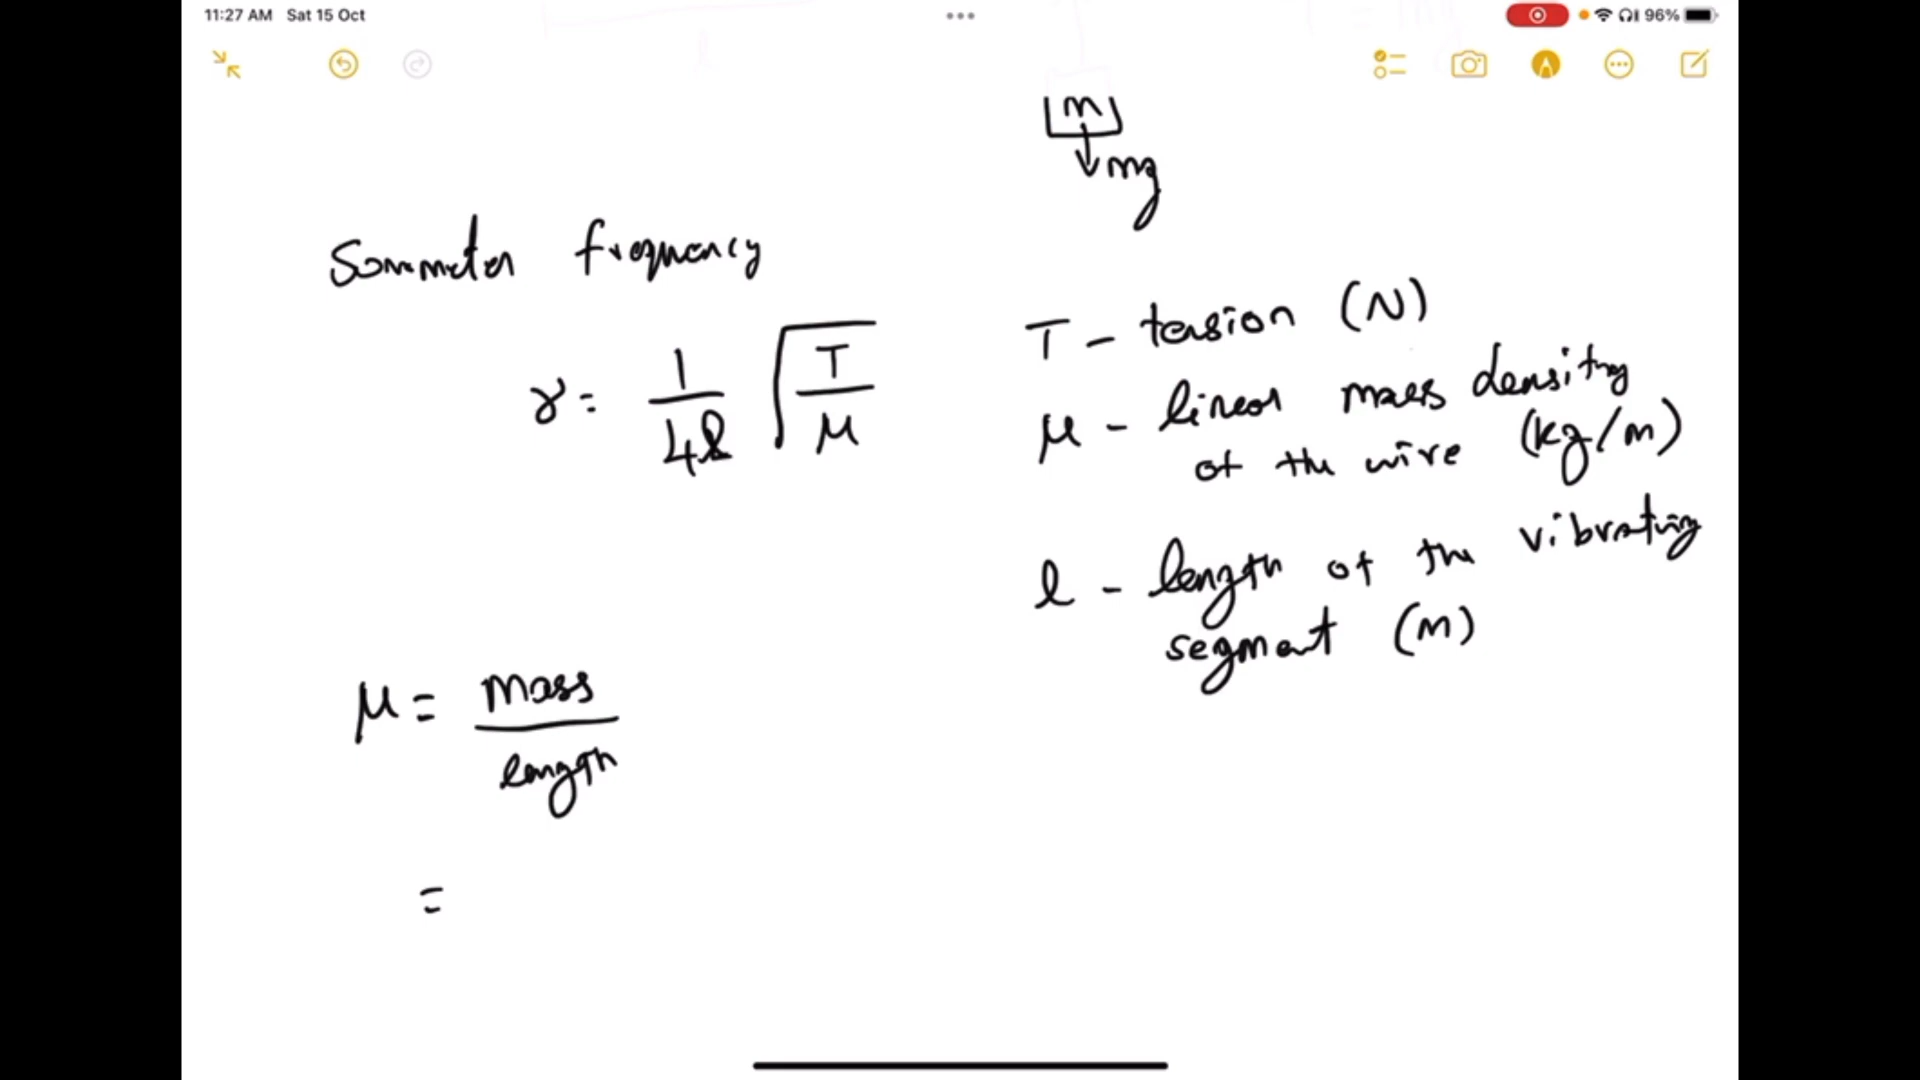 11:27 AM Sat 15 Oct
96%
m
mg
Sonometer frequency
γ = 1/4l √T/μ
T - tension (N)
μ - linear mass density
of the wire (kg/m)
l - length of the vibrating
segment (m)
μ = mass/length
=